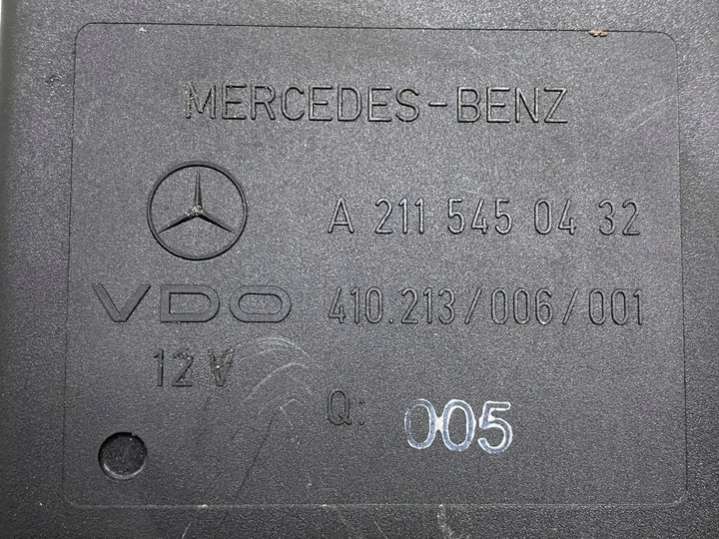 MERCEDES-BENZ
A 211 545 04 32
VDO 410.213/006/001
12 V
Q: 005